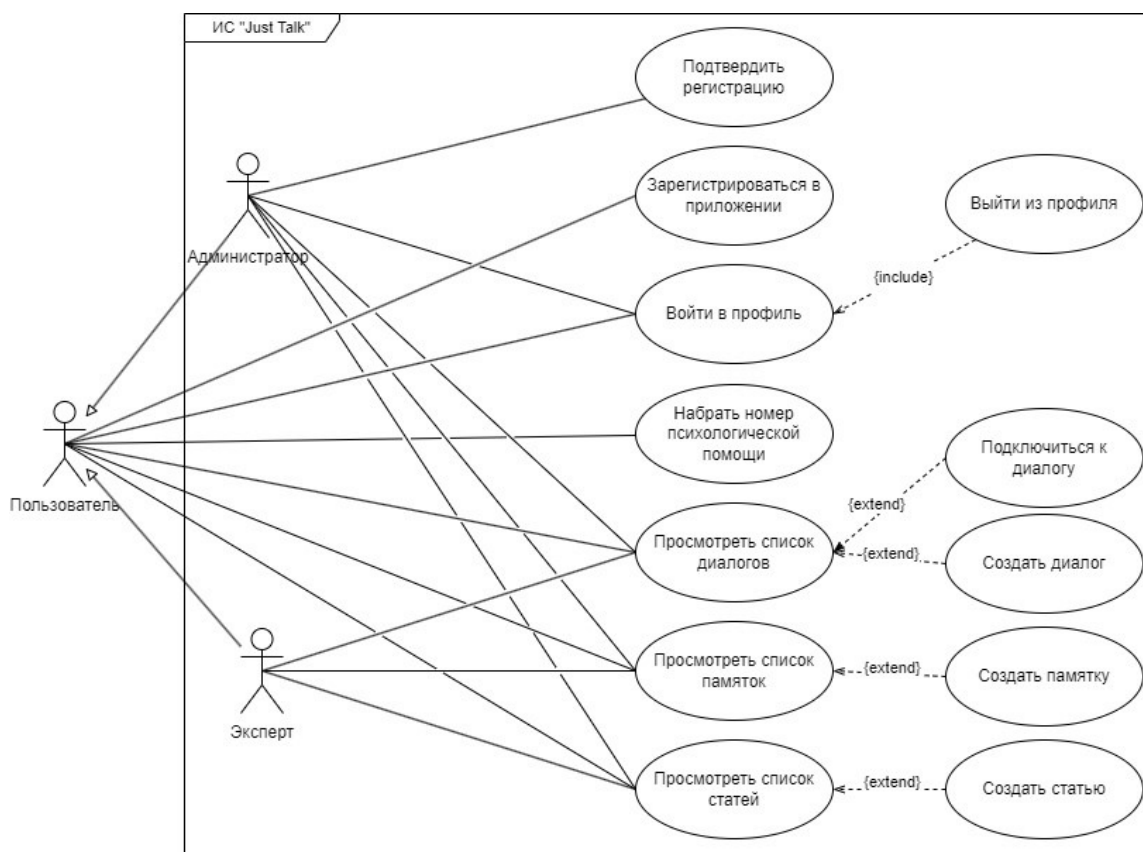 ИС "Just Talk"
Подтвердить
регистрацию
Зарегистрироваться в
приложении
Выйти из профиля
Администратор
{include}
Войти в профиль
Набрать номер
психологической
помощи
Подключиться к
диалогу
Пользователь
{extend}
Просмотреть список
диалогов
{extend}
Создать диалог
Просмотреть список
памяток
{extend}
Создать памятку
Эксперт
Просмотреть список
статей
{extend}
Создать статью